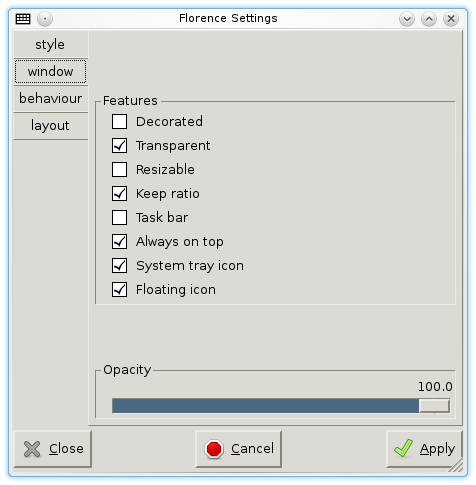 Florence Settings
style
window
behaviour
layout
Features
Decorated
Transparent
Resizable
Keep ratio
Task bar
Always on top
System tray icon
Floating icon
Opacity
100.0
Close
Cancel
Apply